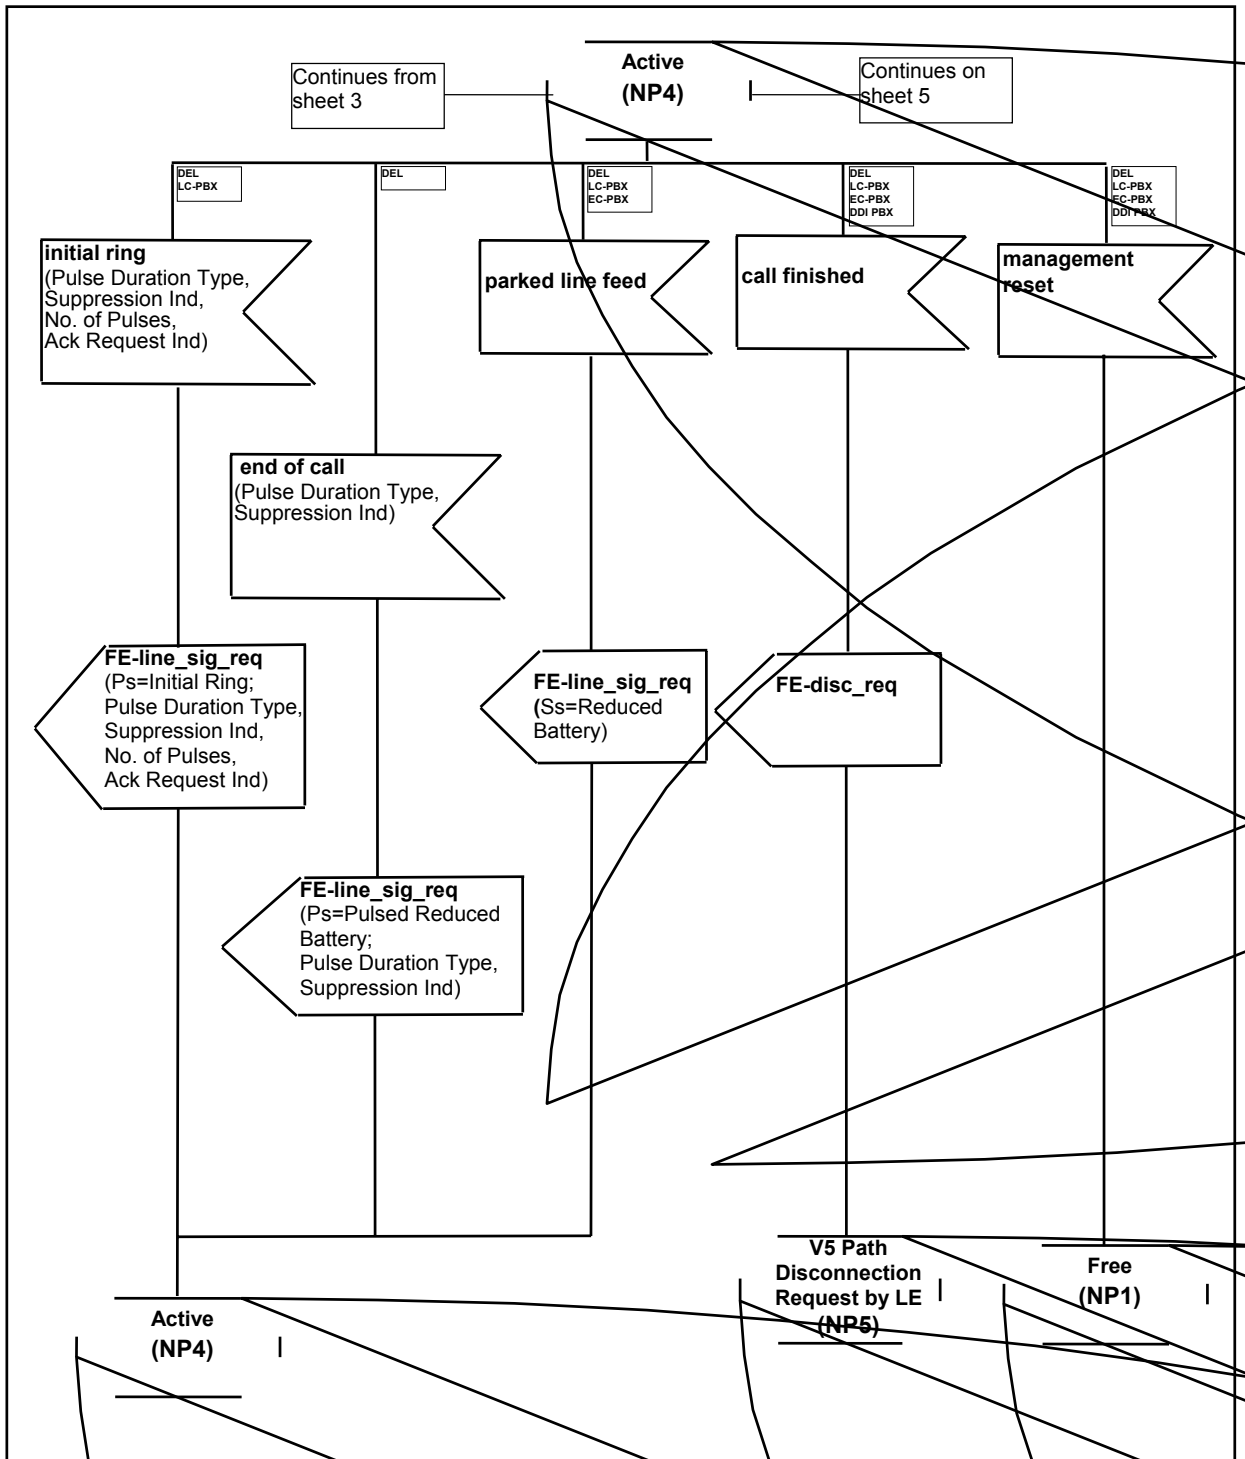 Continues from
sheet 3
Active
(NP4)
Continues on
sheet 5
DEL
LC-PBX
DEL
DEL
LC-PBX
EC-PBX
DEL
LC-PBX
EC-PBX
DDI PBX
DEL
LC-PBX
EC-PBX
DDI PBX
initial ring
(Pulse Duration Type,
Suppression Ind,
No. of Pulses,
Ack Request Ind)
parked line feed
call finished
management
reset
end of call
(Pulse Duration Type,
Suppression Ind)
FE-line_sig_req
(Ps=Initial Ring;
Pulse Duration Type,
Suppression Ind,
No. of Pulses,
Ack Request Ind)
FE-line_sig_req
(Ss=Reduced
Battery)
FE-disc_req
FE-line_sig_req
(Ps=Pulsed Reduced
Battery;
Pulse Duration Type,
Suppression Ind)
Active
(NP4)
V5 Path
Disconnection
Request by LE
(NP5)
Free
(NP1)